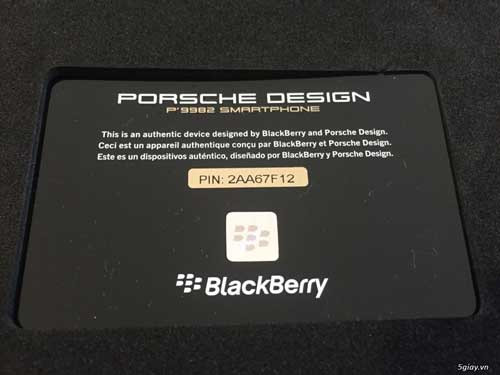 PORSCHE DESIGN
P'9982 SMARTPHONE
This is an authentic device designed by BlackBerry and Porsche Design.
Ceci est un appareil authentique conçu par BlackBerry et Porsche Design.
Este es un dispositivos auténtico, diseñado por BlackBerry y Porsche Design.
PIN: 2AA67F12
BlackBerry
5giay.vn